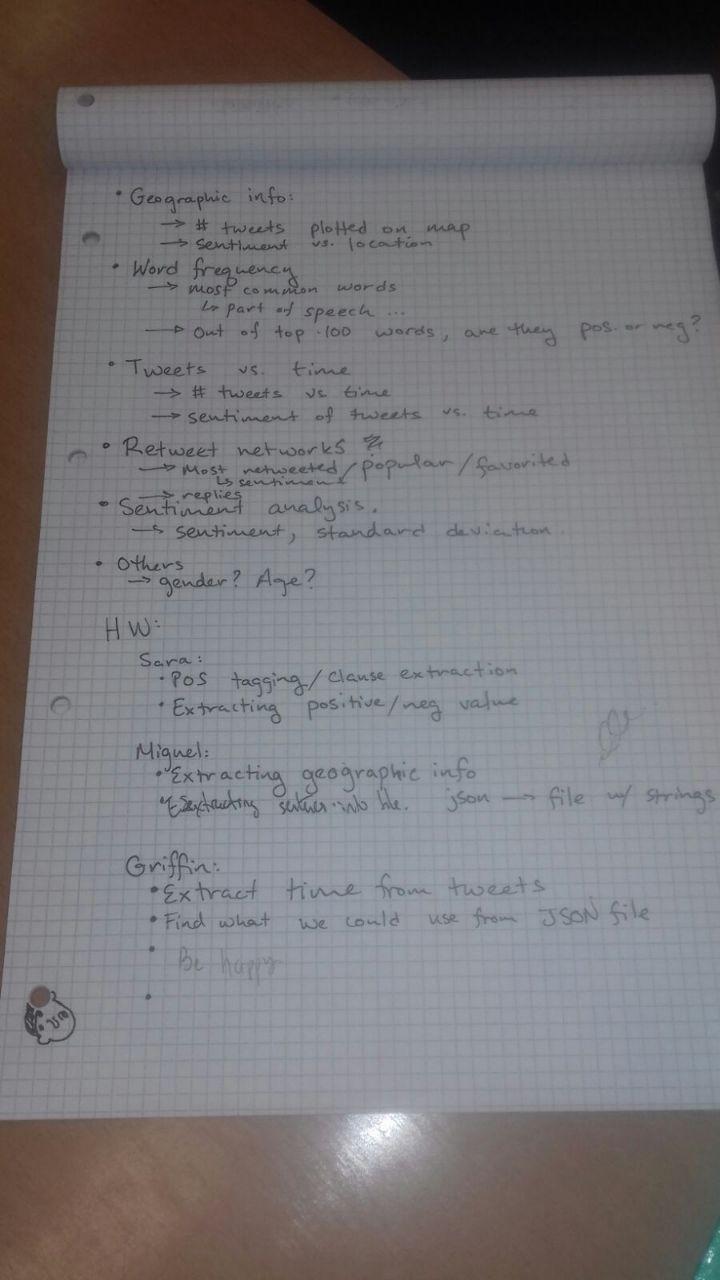 • Geographic info:
→ # tweets plotted on map
→ sentiment vs. location
• Word frequency
→ most common words
↳ part of speech ...
→ Out of top 100 words, are they pos. or neg?
• Tweets vs. time
→ # tweets vs time
→ sentiment of tweets vs. time
• Retweet networks
→ Most retweeted/popular/favorited
↳ sentiment
→ replies
• Sentiment analysis.
→ sentiment, standard deviation.
• Others
→ gender? Age?
HW:
Sara:
• POS tagging/clause extraction
• Extracting positive/neg value
Miguel:
• Extracting geographic info
• Extracting into file. json → file w/ strings
Griffin:
• Extract time from tweets
• Find what we could use from JSON file
• Be happy
•